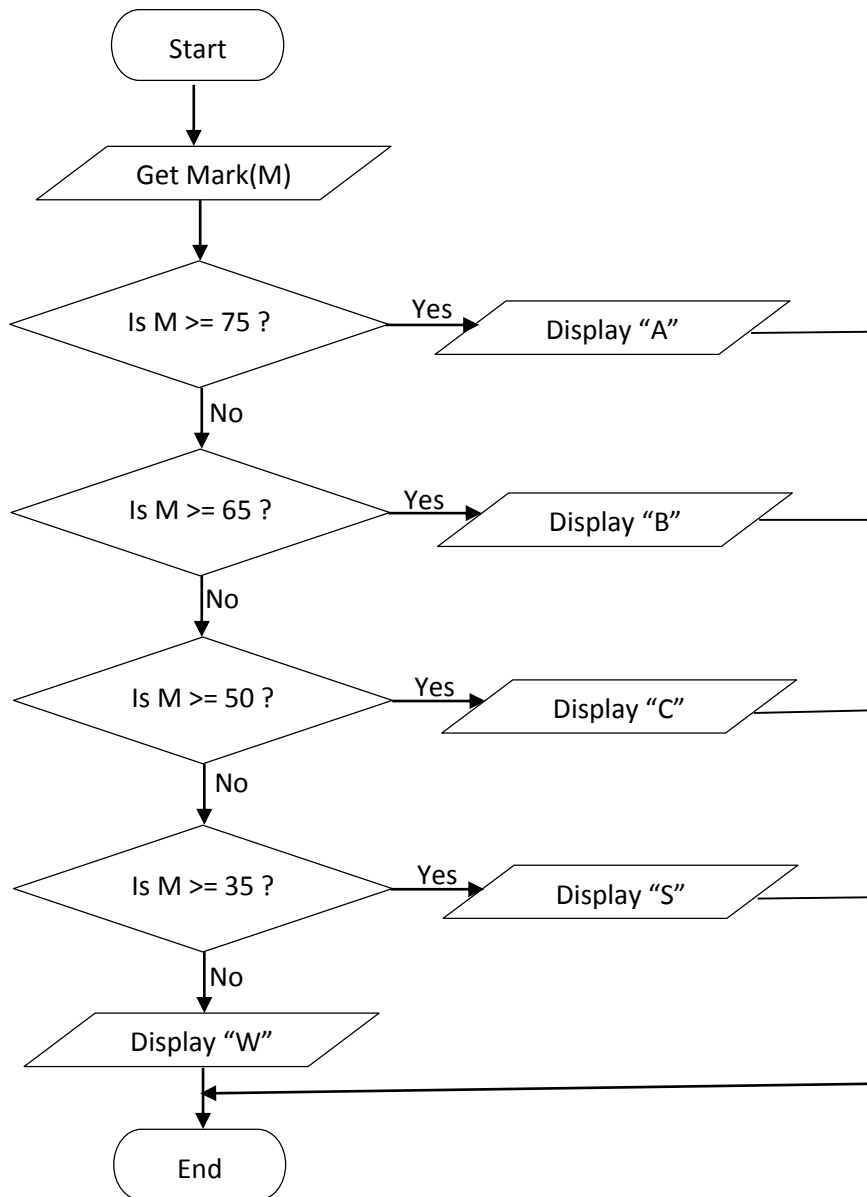 Start
Get Mark(M)
Is M >= 75 ?
Yes
Display “A”
No
Is M >= 65 ?
Yes
Display “B”
No
Is M >= 50 ?
Yes
Display “C”
No
Is M >= 35 ?
Yes
Display “S”
No
Display “W”
End